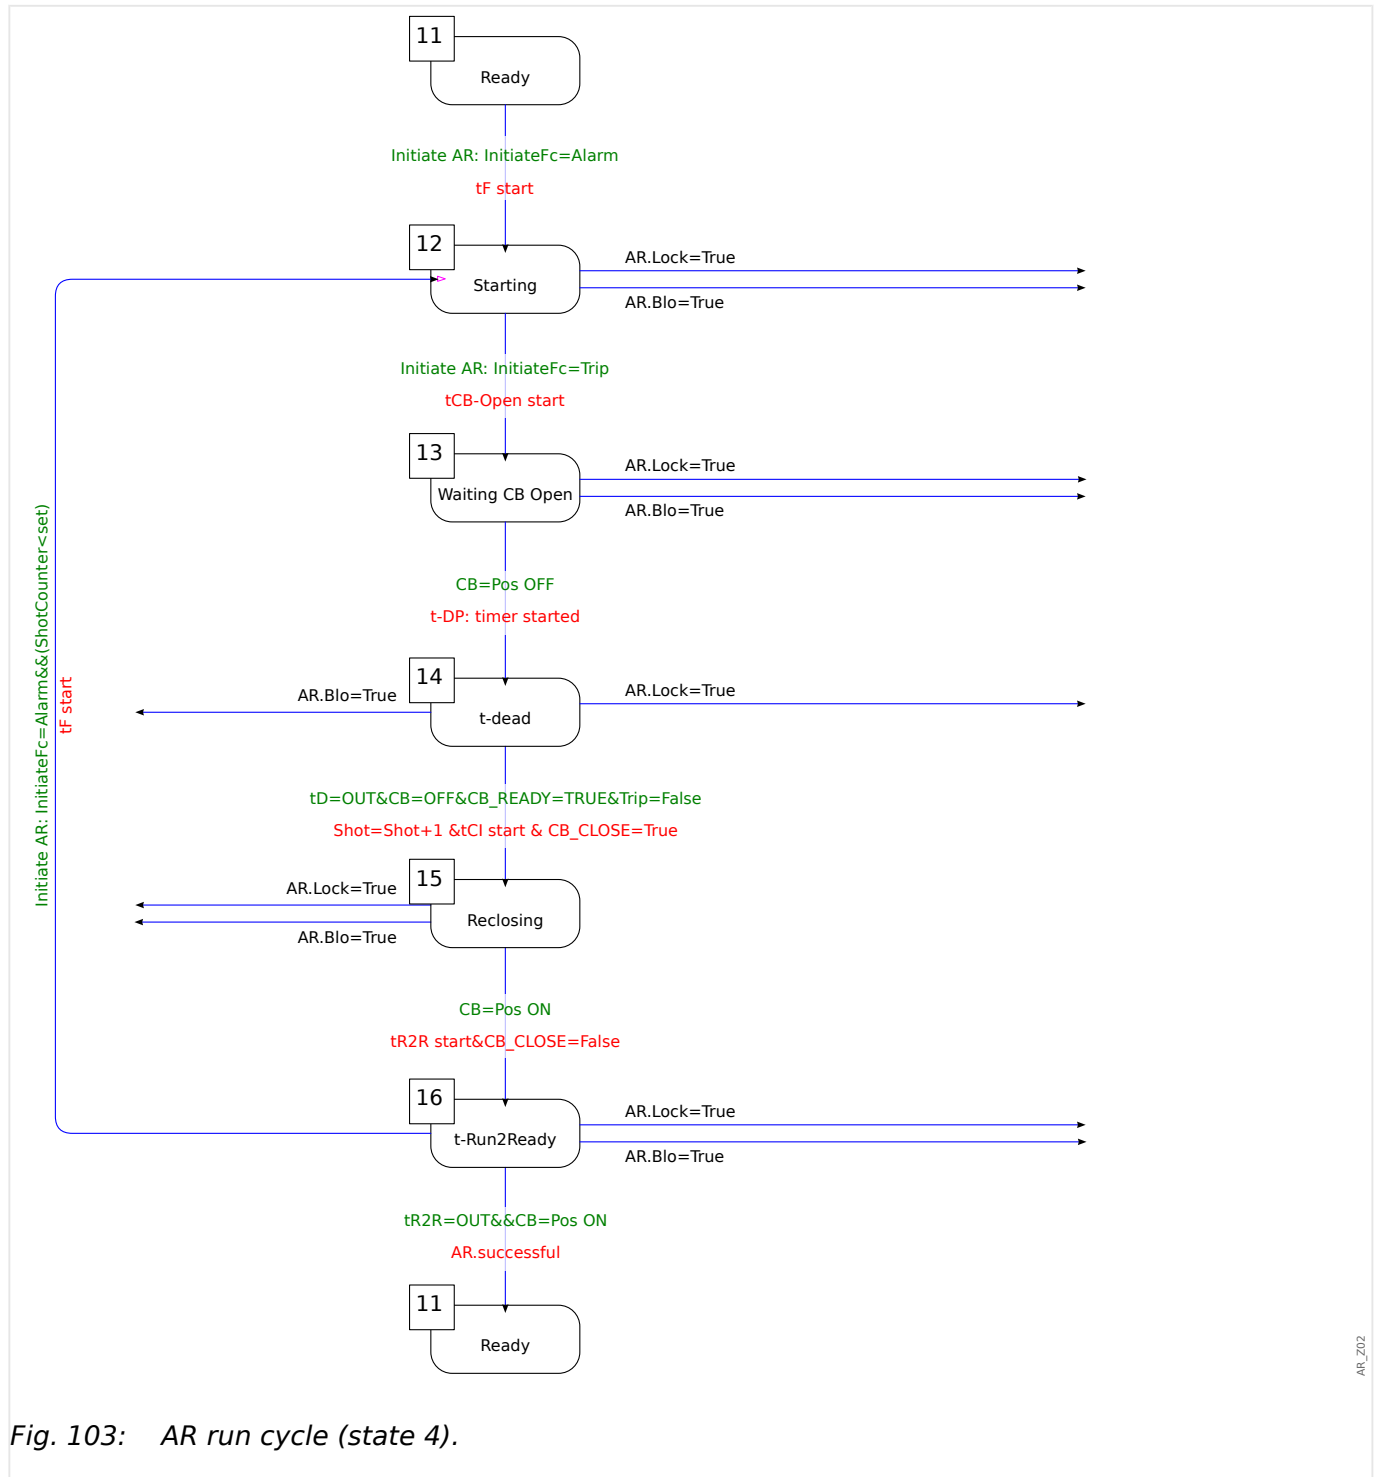 11
Ready
Initiate AR: InitiateFc=Alarm
tF start
12
Starting
AR.Lock=True
AR.Blo=True
Initiate AR: InitiateFc=Trip
tCB-Open start
13
Waiting CB Open
AR.Lock=True
AR.Blo=True
CB=Pos OFF
t-DP: timer started
14
t-dead
AR.Blo=True
AR.Lock=True
Initiate AR: InitiateFc=Alarm&&(ShotCounter<set)
tF start
tD=OUT&CB=OFF&CB_READY=TRUE&Trip=False
Shot=Shot+1 &tCI start & CB_CLOSE=True
15
Reclosing
AR.Lock=True
AR.Blo=True
CB=Pos ON
tR2R start&CB_CLOSE=False
16
t-Run2Ready
AR.Lock=True
AR.Blo=True
tR2R=OUT&&CB=Pos ON
AR.successful
11
Ready
AR_Z02
Fig. 103: AR run cycle (state 4).